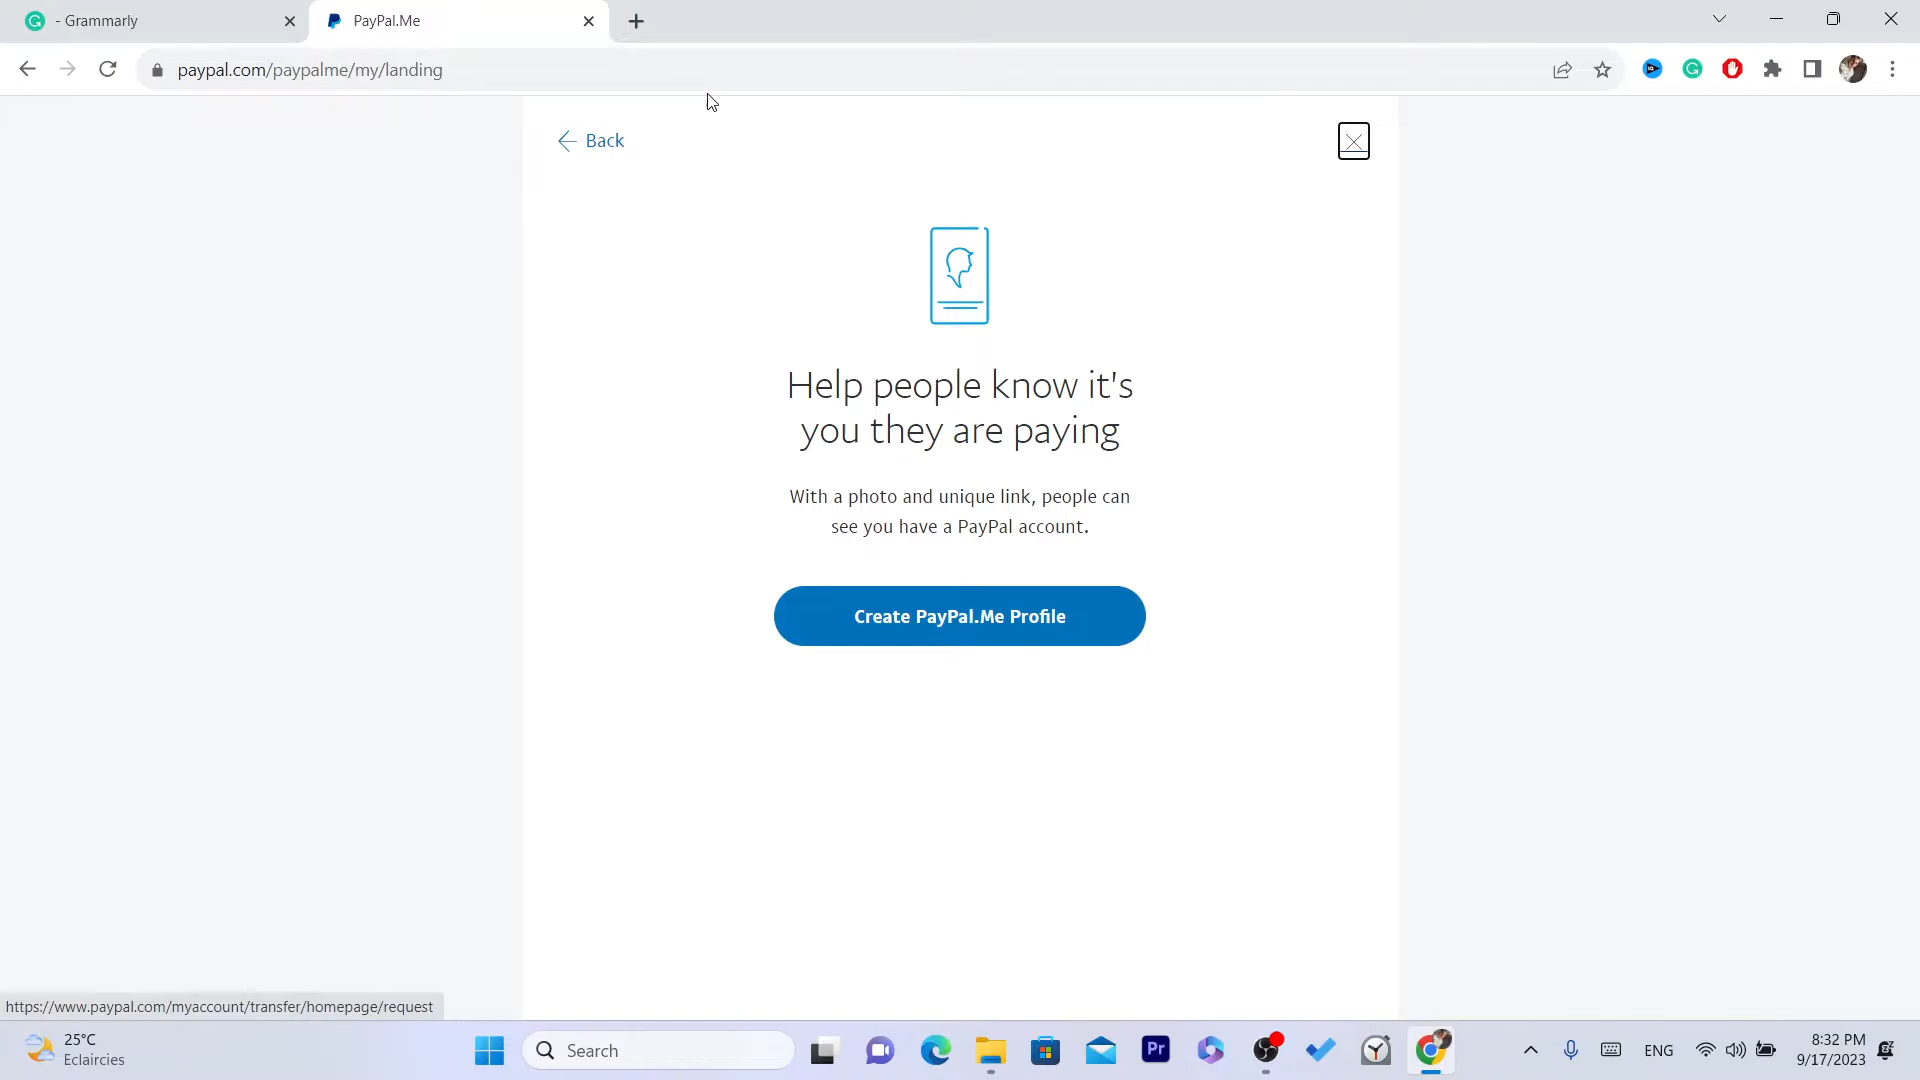 - Grammarly
PayPal.Me
paypal.com/paypalme/my/landing
Back
Help people know it's
you they are paying
With a photo and unique link, people can
see you have a PayPal account.
Create PayPal.Me Profile
https://www.paypal.com/myaccount/transfer/homepage/request
25°C
Eclaircies
Search
Pr
ENG
8:32 PM
9/17/2023